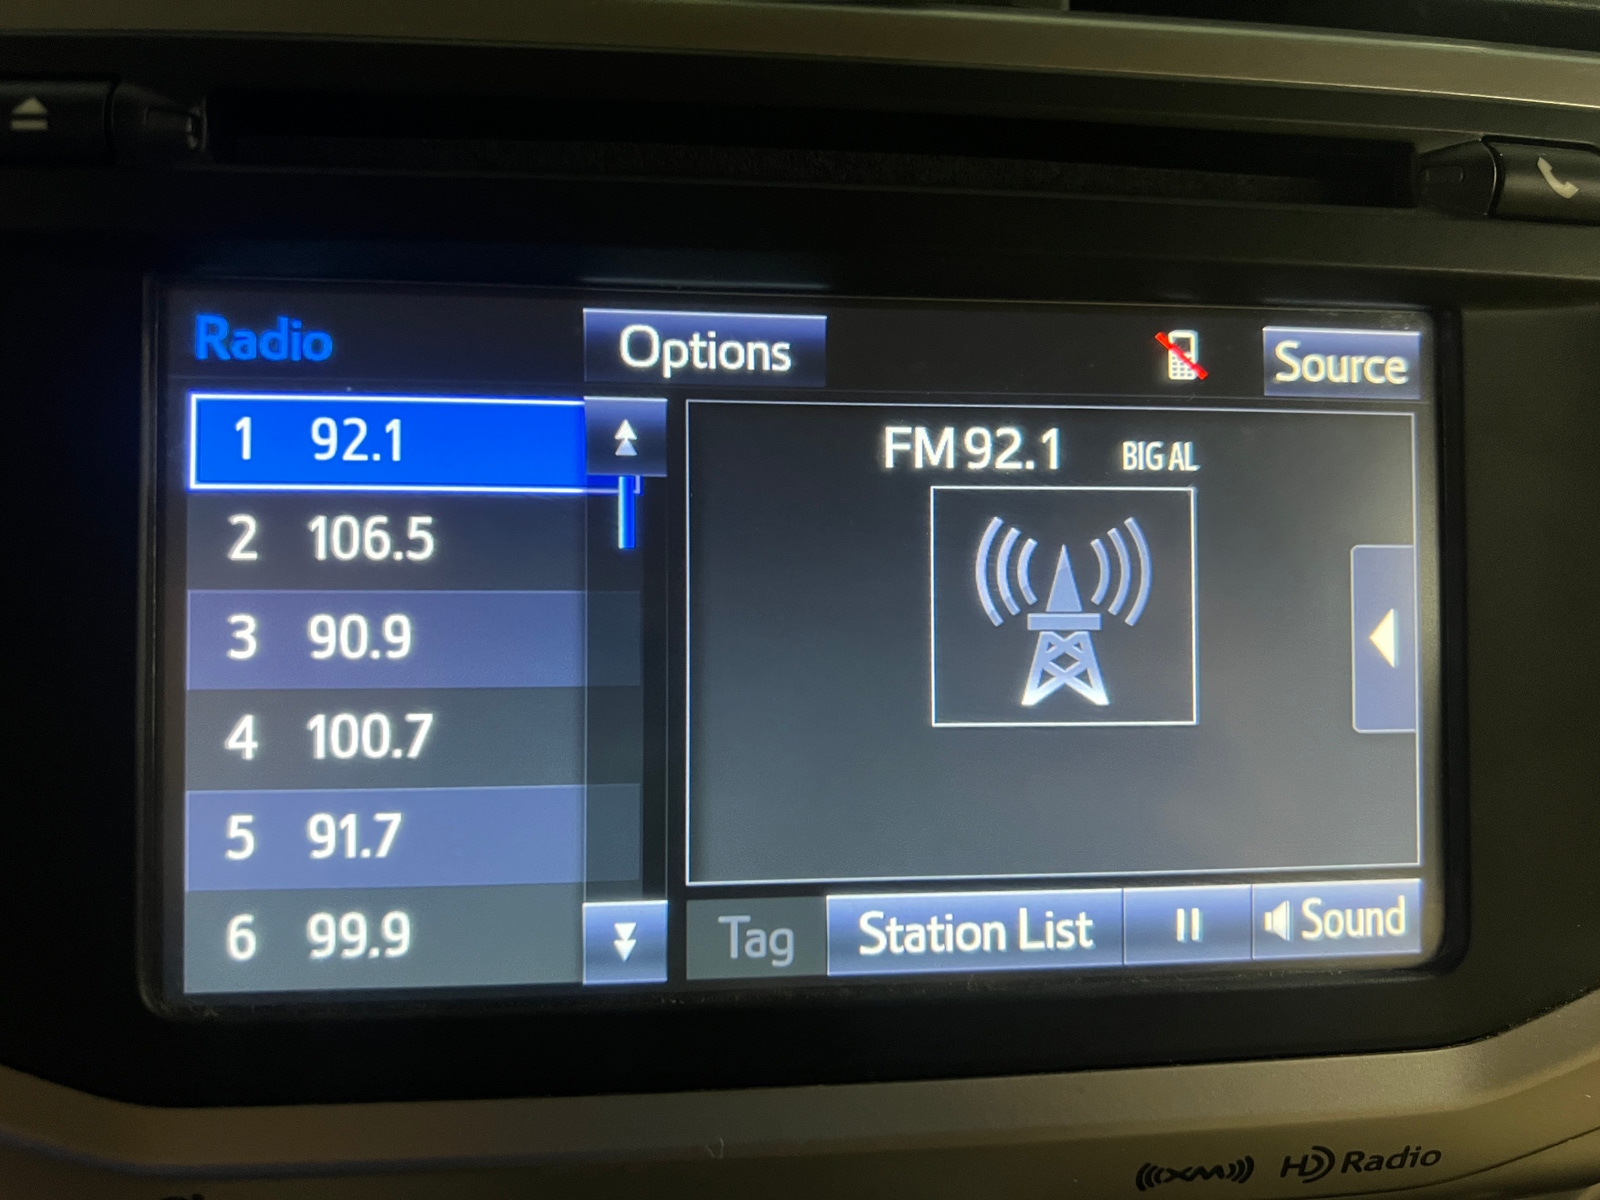 Radio Options Source
1 92.1
2 106.5
3 90.9
4 100.7
5 91.7
6 99.9
FM 92.1 BIG AL
Tag Station List Sound
((XM)) HD Radio